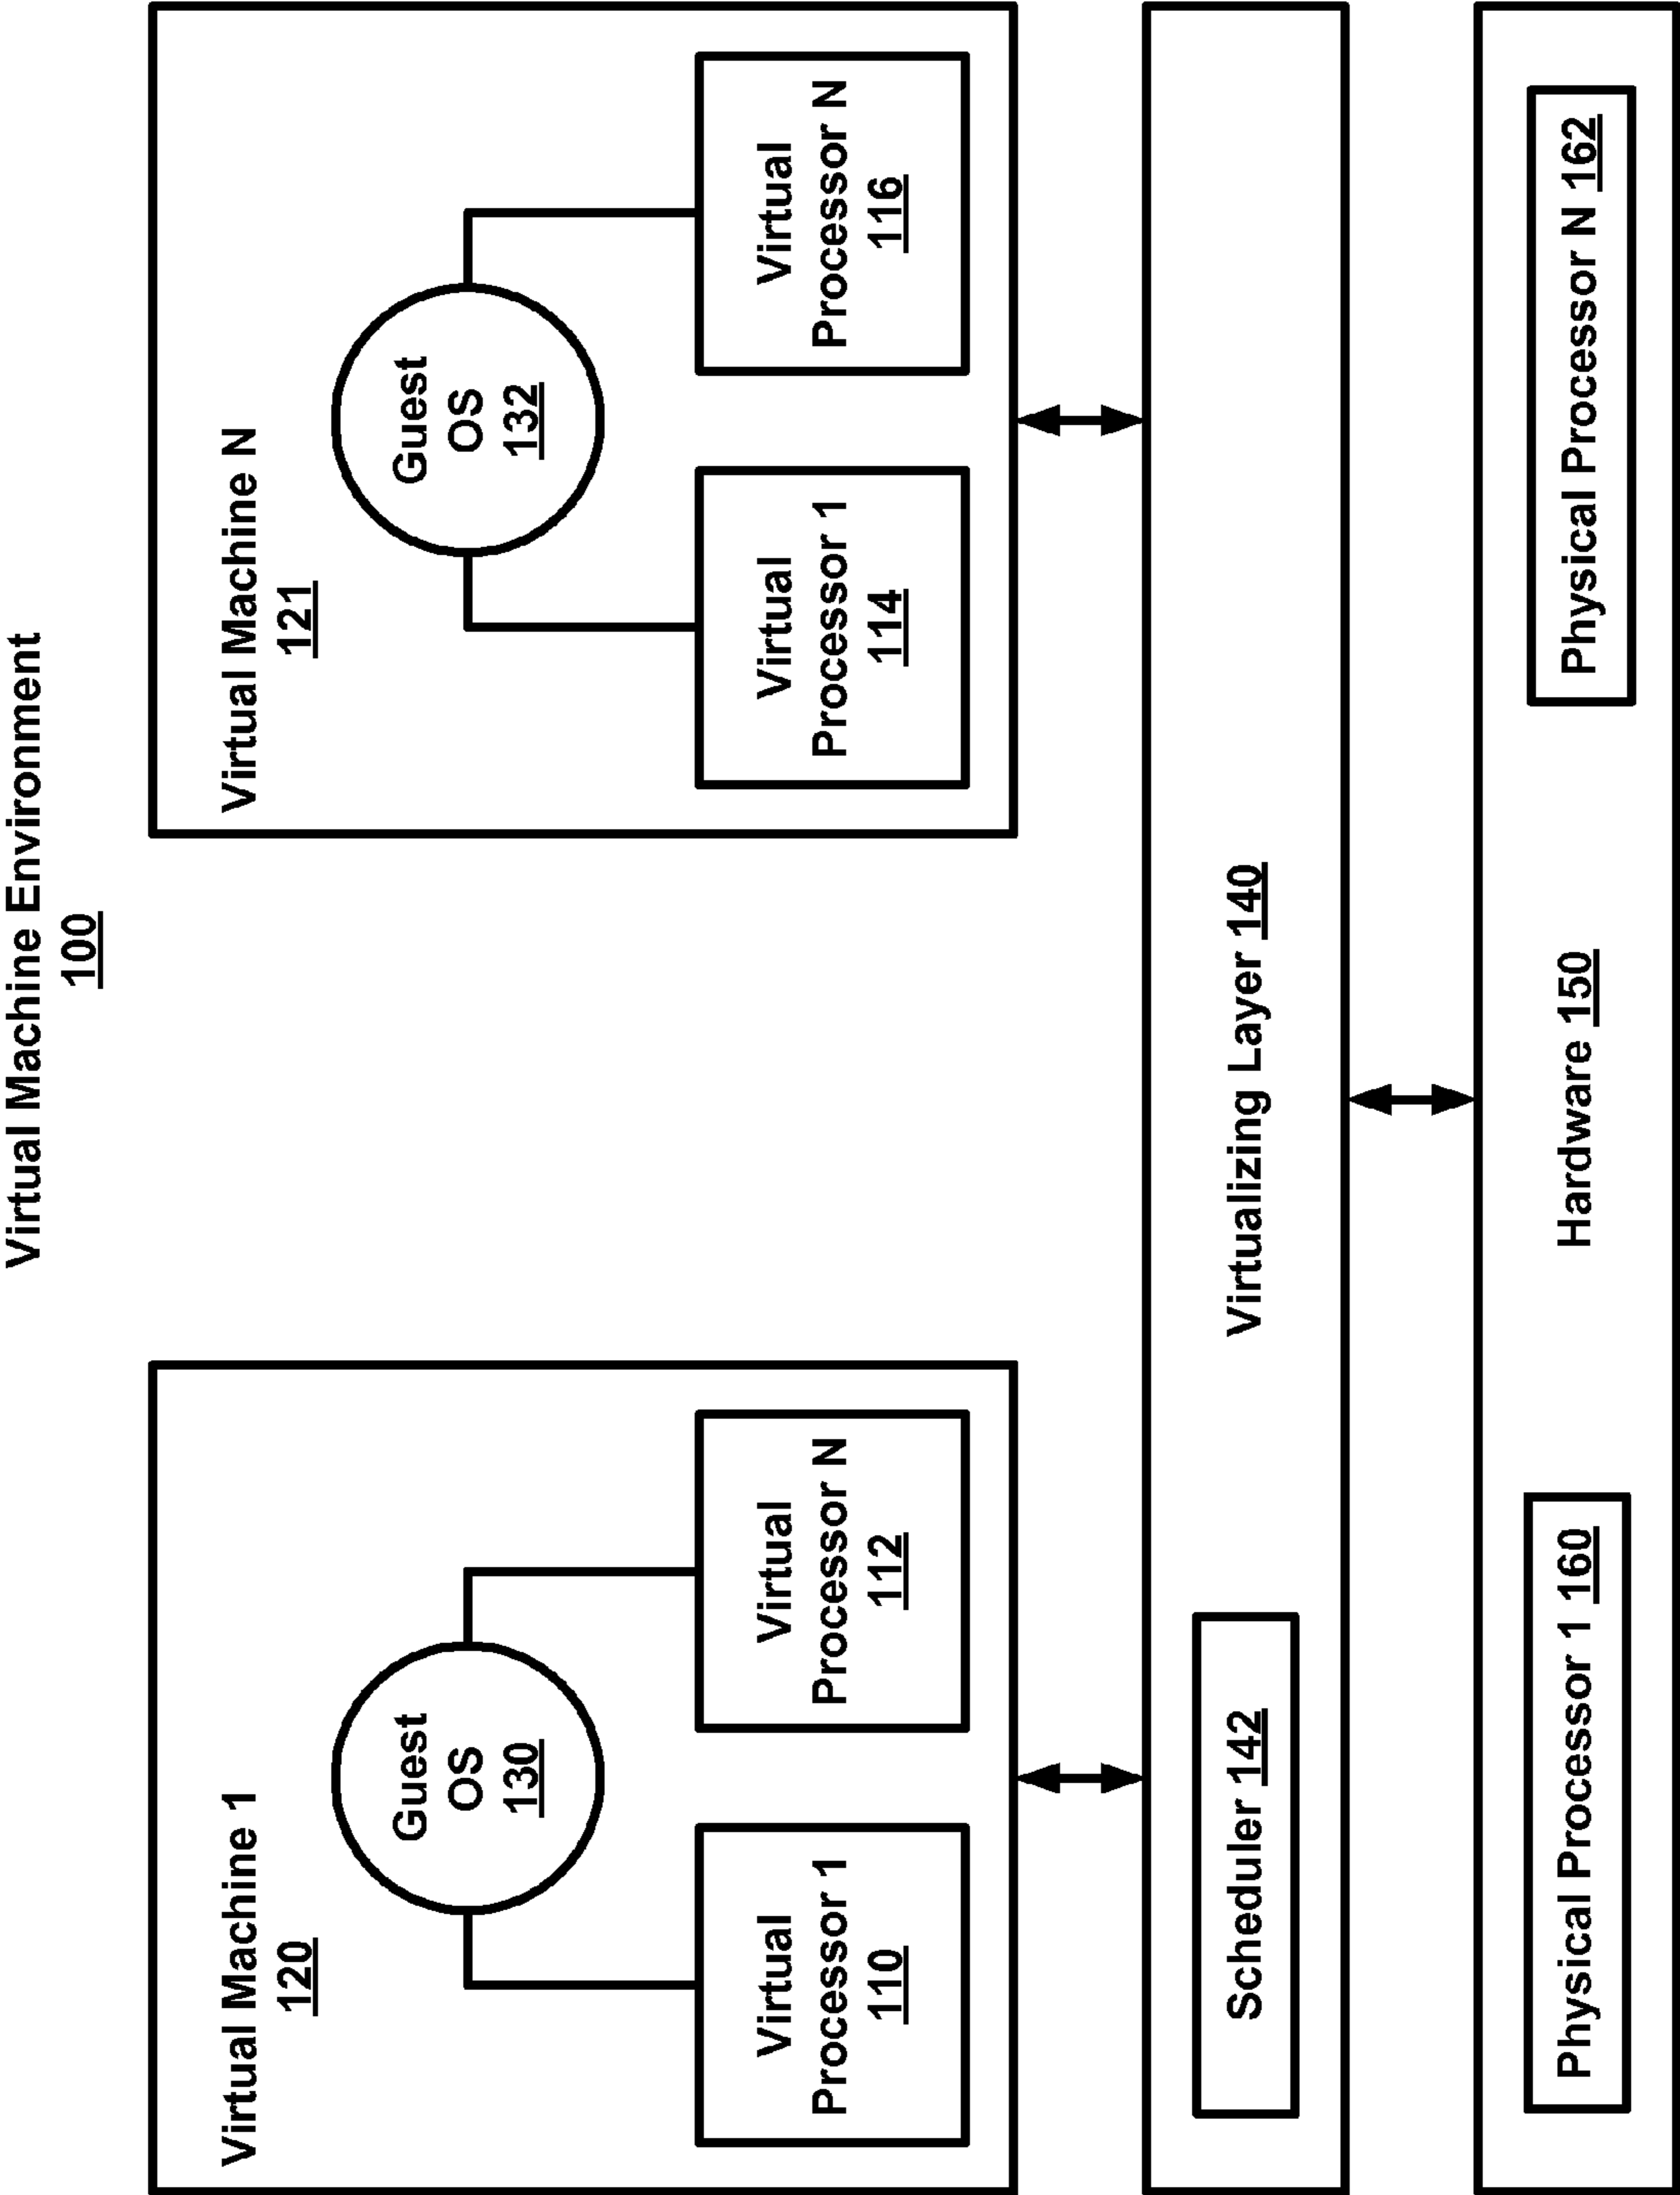 Virtual Machine Environment
100
Virtual Machine 1
120
Guest
OS
130
Virtual
Processor 1
110
Virtual
Processor N
112
Virtual Machine N
121
Guest
OS
132
Virtual
Processor 1
114
Virtual
Processor N
116
Scheduler 142
Virtualizing Layer 140
Physical Processor 1 160
Hardware 150
Physical Processor N 162